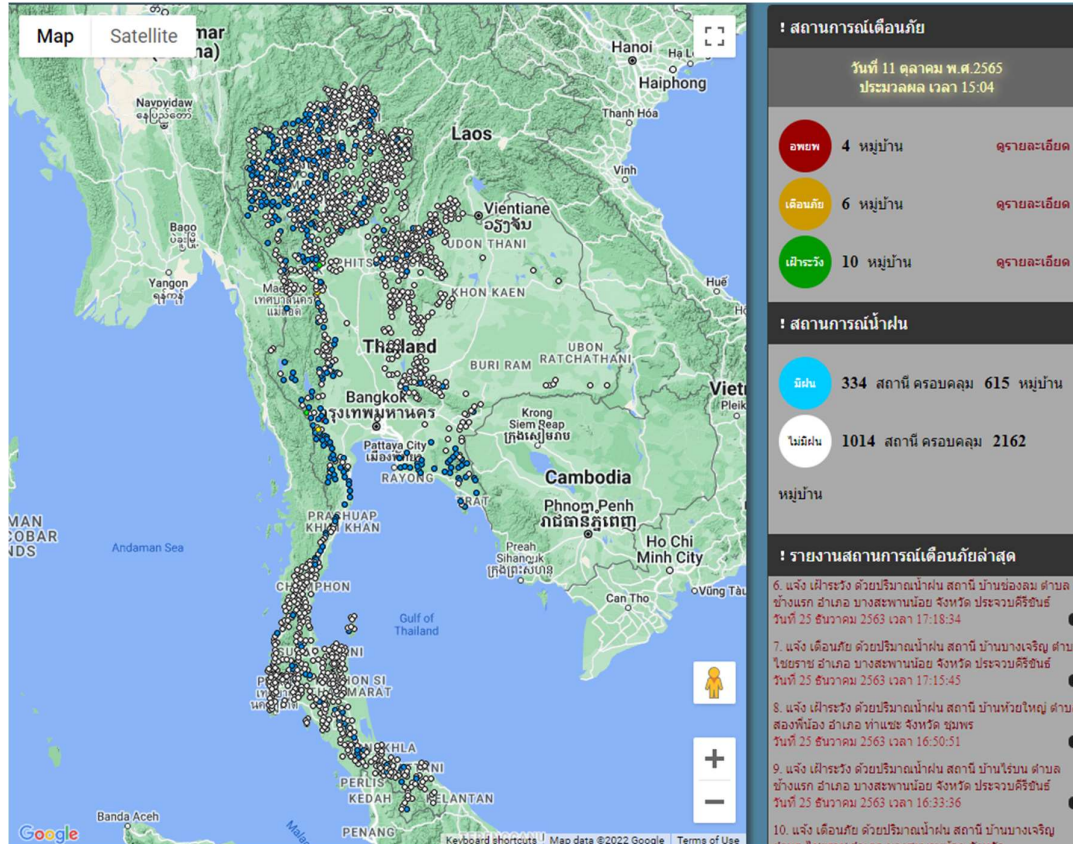 Map
Satellite
Hanoi
Haiphong
Naypyidaw
နေပြည်တော်
Thanh Hóa
Laos
Vinh
Vientiane
ວຽງຈັນ
Bago
ပဲခူးမြို့
UDON THANI
Yangon
ရန်ကုန်
PHITS
Huế
KHON KAEN
เทศบาลนคร
แม่สอด
Thailand
UBON
RATCHATHANI
BURI RAM
Bangkok
กรุงเทพมหานคร
Krong
Siem Reap
ក្រុងសៀមរាប
Pleik
Pattaya City
เมืองพัทยา
RAYONG
Cambodia
TRAT
Phnom Penh
រាជធានីភ្នំពេញ
PRACHUAP
KHIRI KHAN
Andaman Sea
Ho Chi
Minh City
Preah
Sihanouk
ក្រុងព្រះសីហនុ
CHUMPHON
Can Tho
Vũng Tàu
Gulf of
Thailand
PERLIS
KEDAH
KELANTAN
Banda Aceh
PENANG
Google
Keyboard shortcuts
Map data ©2022 Google
Terms of Use
! สถานการณ์เตือนภัย
วันที่ 11 ตุลาคม พ.ศ.2565
ประมวลผล เวลา 15:04
อพยพ 4 หมู่บ้าน ดูรายละเอียด
เตือนภัย 6 หมู่บ้าน ดูรายละเอียด
เฝ้าระวัง 10 หมู่บ้าน ดูรายละเอียด
! สถานการณ์น้ำฝน
มีฝน 334 สถานี ครอบคลุม 615 หมู่บ้าน
ไม่มีฝน 1014 สถานี ครอบคลุม 2162
หมู่บ้าน
! รายงานสถานการณ์เตือนภัยล่าสุด
6. แจ้ง เฝ้าระวัง ด้วยปริมาณน้ำฝน สถานี บ้านช่องลม ตำบล
ช้างแรก อำเภอ บางสะพานน้อย จังหวัด ประจวบคีรีขันธ์
วันที่ 25 ธันวาคม 2563 เวลา 17:18:34
7. แจ้ง เตือนภัย ด้วยปริมาณน้ำฝน สถานี บ้านบางเจริญ ตำบ
ไชยราช อำเภอ บางสะพานน้อย จังหวัด ประจวบคีรีขันธ์
วันที่ 25 ธันวาคม 2563 เวลา 17:15:45
8. แจ้ง เฝ้าระวัง ด้วยปริมาณน้ำฝน สถานี บ้านห้วยใหญ่ ตำบ
สองพี่น้อง อำเภอ ท่าแซะ จังหวัด ชุมพร
วันที่ 25 ธันวาคม 2563 เวลา 16:50:51
9. แจ้ง เฝ้าระวัง ด้วยปริมาณน้ำฝน สถานี บ้านไร่บน ตำบล
ช้างแรก อำเภอ บางสะพานน้อย จังหวัด ประจวบคีรีขันธ์
วันที่ 25 ธันวาคม 2563 เวลา 16:33:36
10. แจ้ง เตือนภัย ด้วยปริมาณน้ำฝน สถานี บ้านบางเจริญ